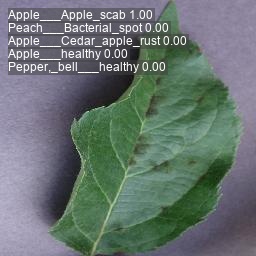 Apple___Apple_scab 1.00
Peach___Bacterial_spot 0.00
Apple___Cedar_apple_rust 0.00
Apple___healthy 0.00
Pepper,_bell___healthy 0.00